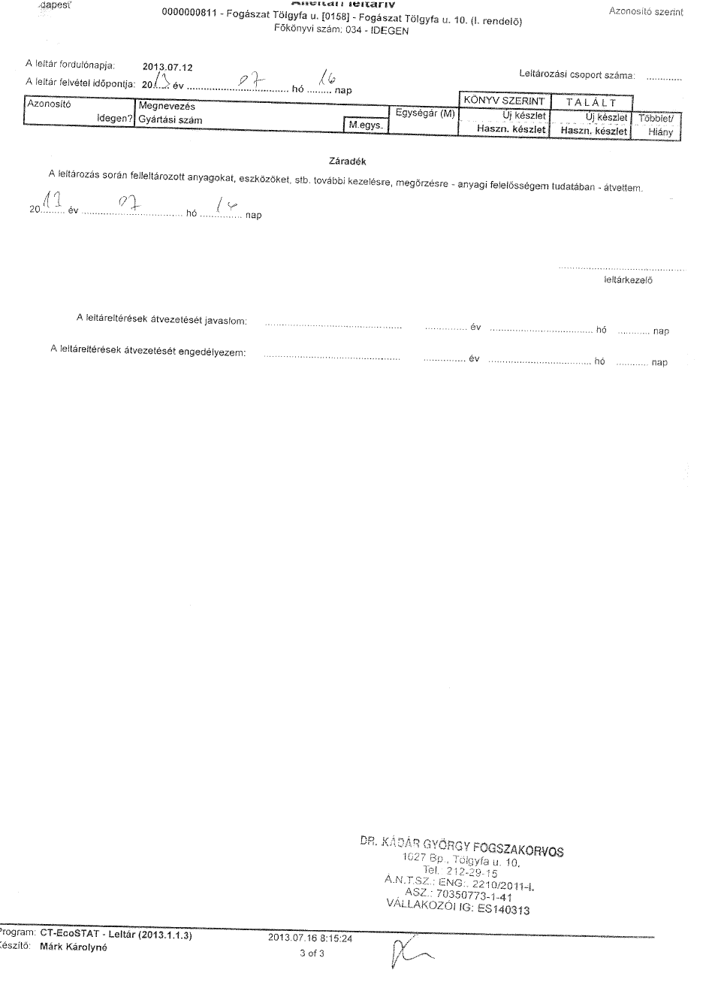 .dapest
Azonosító szerint
0000000811 - Fogászat Tölgyfa u. [0158] - Fogászat Tölgyfa u. 10. (I. rendelő)
Főkönyvi szám: 034 - IDEGEN
A leltár fordulónapja: 2013.07.12
Leltározási csoport száma: ............
A leltár felvétel időpontja: 2013 év 07 hó 16 nap
KÖNYV SZERINT TALÁLT
Azonosító Megnevezés Egységár (M) Új készlet Új készlet Többlet/
Idegen? Gyártási szám M.egys. Haszn. készlet Haszn. készlet Hiány
Záradék
A leltározás során felleltározott anyagokat, eszközöket, stb. további kezelésre, megőrzésre - anyagi felelősségem tudatában - átvettem.
2013 év 07 hó 16 nap
leltárkezelő
A leltáreltérések átvezetését javaslom: ........ ........ év ........ hó ........ nap
A leltáreltérések átvezetését engedélyezem: ........ ........ év ........ hó ........ nap
DR. KÁDÁR GYÖRGY FOGSZAKORVOS
1027 Bp., Tölgyfa u. 10.
Tel.: 212-29-15
Á.N.T.SZ.: ENG:. 2210/2011-I.
ASZ.: 70350773-1-41
VÁLLAKOZÓI IG: ES140313
Program: CT-EcoSTAT - Leltár (2013.1.1.3)
2013.07.16 8:15:24
Készítő: Márk Károlyné
3 of 3